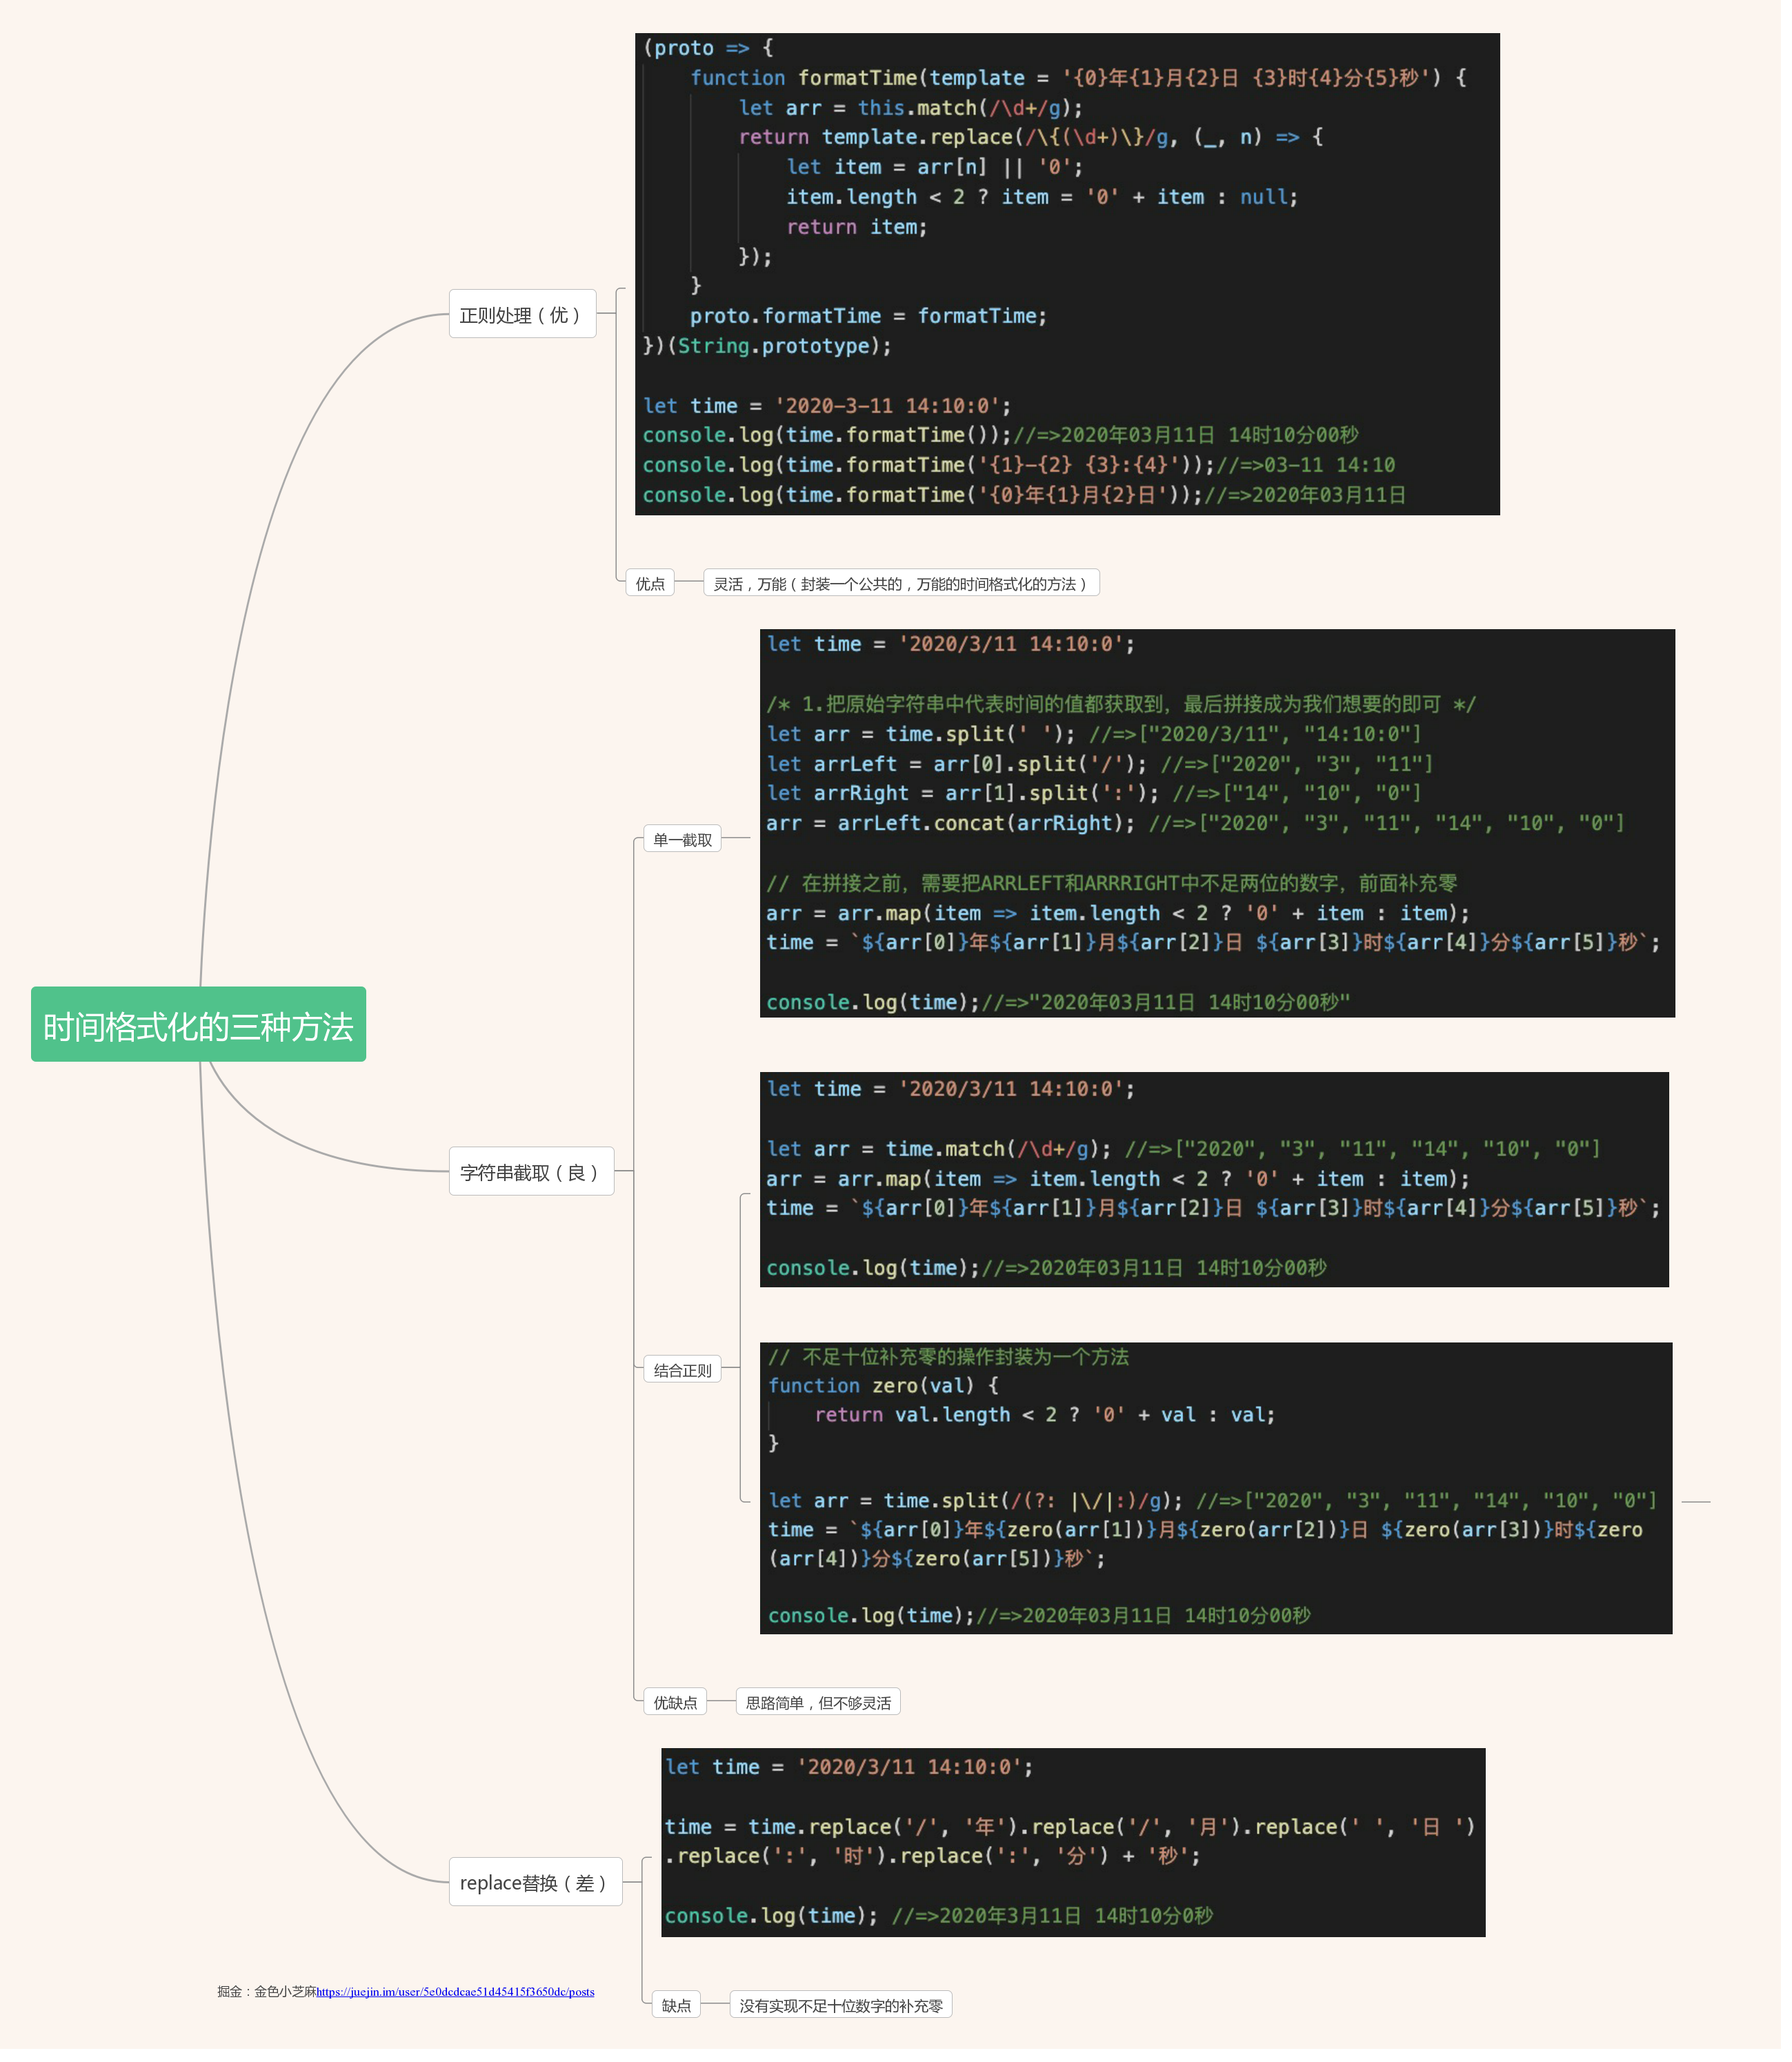 时间格式化的三种方法
正则处理（优）
(proto => {
    function formatTime(template = '{0}年{1}月{2}日 {3}时{4}分{5}秒') {
        let arr = this.match(/\d+/g);
        return template.replace(/\{(\d+)\}/g, (_, n) => {
            let item = arr[n] || '0';
            item.length < 2 ? item = '0' + item : null;
            return item;
        });
    }
    proto.formatTime = formatTime;
})(String.prototype);
let time = '2020-3-11 14:10:0';
console.log(time.formatTime());//=>2020年03月11日 14时10分00秒
console.log(time.formatTime('{1}-{2} {3}:{4}'));//=>03-11 14:10
console.log(time.formatTime('{0}年{1}月{2}日'));//=>2020年03月11日
优点
灵活，万能（封装一个公共的，万能的时间格式化的方法）
字符串截取（良）
单一截取
let time = '2020/3/11 14:10:0';
/* 1.把原始字符串中代表时间的值都获取到，最后拼接成为我们想要的即可 */
let arr = time.split(' '); //=>["2020/3/11", "14:10:0"]
let arrLeft = arr[0].split('/'); //=>["2020", "3", "11"]
let arrRight = arr[1].split(':'); //=>["14", "10", "0"]
arr = arrLeft.concat(arrRight); //=>["2020", "3", "11", "14", "10", "0"]
// 在拼接之前，需要把ARRLEFT和ARRRIGHT中不足两位的数字，前面补充零
arr = arr.map(item => item.length < 2 ? '0' + item : item);
time = `${arr[0]}年${arr[1]}月${arr[2]}日 ${arr[3]}时${arr[4]}分${arr[5]}秒`;
console.log(time);//=>"2020年03月11日 14时10分00秒"
结合正则
let time = '2020/3/11 14:10:0';
let arr = time.match(/\d+/g); //=>["2020", "3", "11", "14", "10", "0"]
arr = arr.map(item => item.length < 2 ? '0' + item : item);
time = `${arr[0]}年${arr[1]}月${arr[2]}日 ${arr[3]}时${arr[4]}分${arr[5]}秒`;
console.log(time);//=>2020年03月11日 14时10分00秒
// 不足十位补充零的操作封装为一个方法
function zero(val) {
    return val.length < 2 ? '0' + val : val;
}
let arr = time.split(/(?: |\/|:)/g); //=>["2020", "3", "11", "14", "10", "0"]
time = `${arr[0]}年${zero(arr[1])}月${zero(arr[2])}日 ${zero(arr[3])}时${zero
(arr[4])}分${zero(arr[5])}秒`;
console.log(time);//=>2020年03月11日 14时10分00秒
优缺点
思路简单，但不够灵活
replace替换（差）
let time = '2020/3/11 14:10:0';
time = time.replace('/', '年').replace('/', '月').replace(' ', '日 ')
.replace(':', '时').replace(':', '分') + '秒';
console.log(time); //=>2020年3月11日 14时10分0秒
缺点
没有实现不足十位数字的补充零
掘金：金色小芝麻https://juejin.im/user/5e0dcdcae51d45415f3650dc/posts